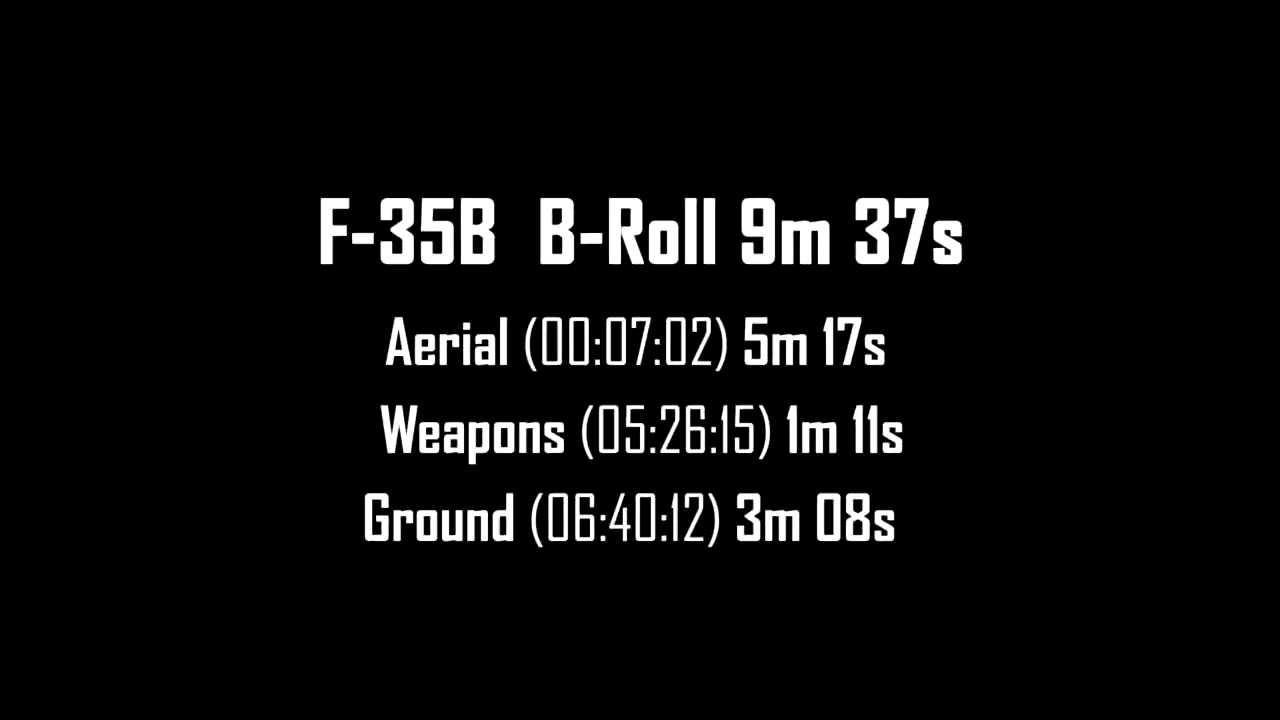 F-35B B-Roll 9m 37s
Aerial (00:07:02) 5m 17s
Weapons (05:26:15) 1m 11s
Ground (06:40:12) 3m 08s